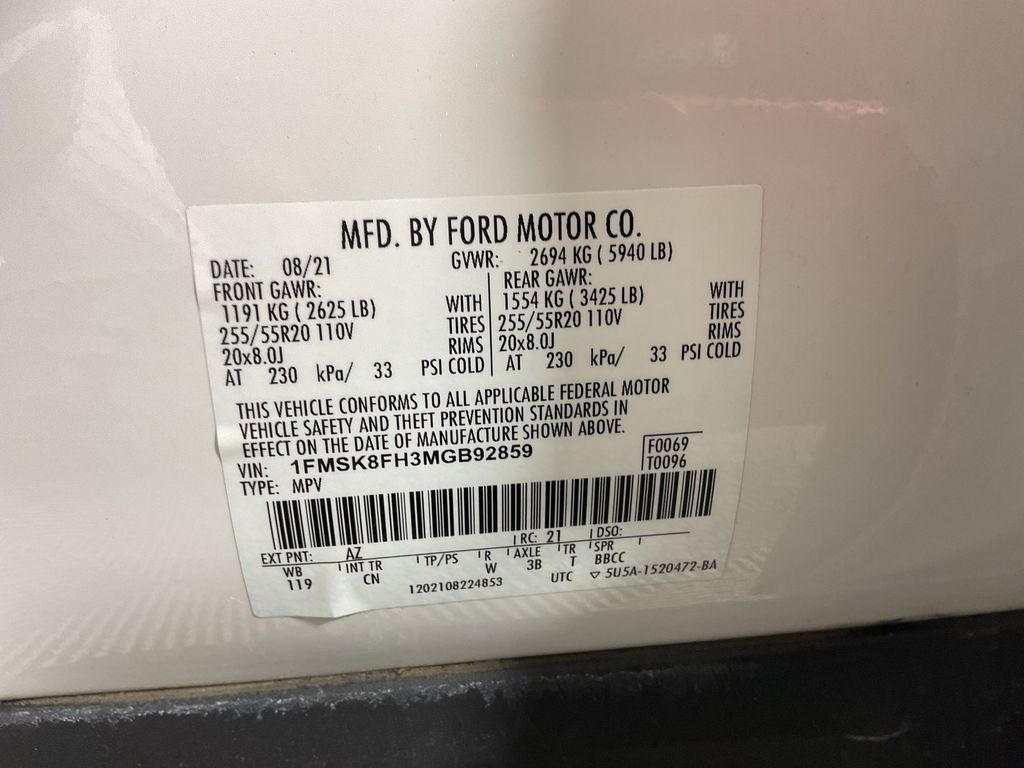 MFD. BY FORD MOTOR CO.
DATE: 08/21 GVWR: 2694 KG ( 5940 LB)
FRONT GAWR: REAR GAWR:
1191 KG ( 2625 LB) WITH 1554 KG ( 3425 LB) WITH
255/55R20 110V TIRES 255/55R20 110V TIRES
20x8.0J RIMS 20x8.0J RIMS
AT 230 kPa/ 33 PSI COLD AT 230 kPa/ 33 PSI COLD
THIS VEHICLE CONFORMS TO ALL APPLICABLE FEDERAL MOTOR
VEHICLE SAFETY AND THEFT PREVENTION STANDARDS IN
EFFECT ON THE DATE OF MANUFACTURE SHOWN ABOVE.
VIN: 1FMSK8FH3MGB92859 F0069
TYPE: MPV T0096
EXT PNT: AZ RC: 21 DSO:
WB INT TR TP/PS R AXLE TR SPR
119 CN W 3B T BBCC
1202108224853 UTC ▽ 5U5A-1520472-BA